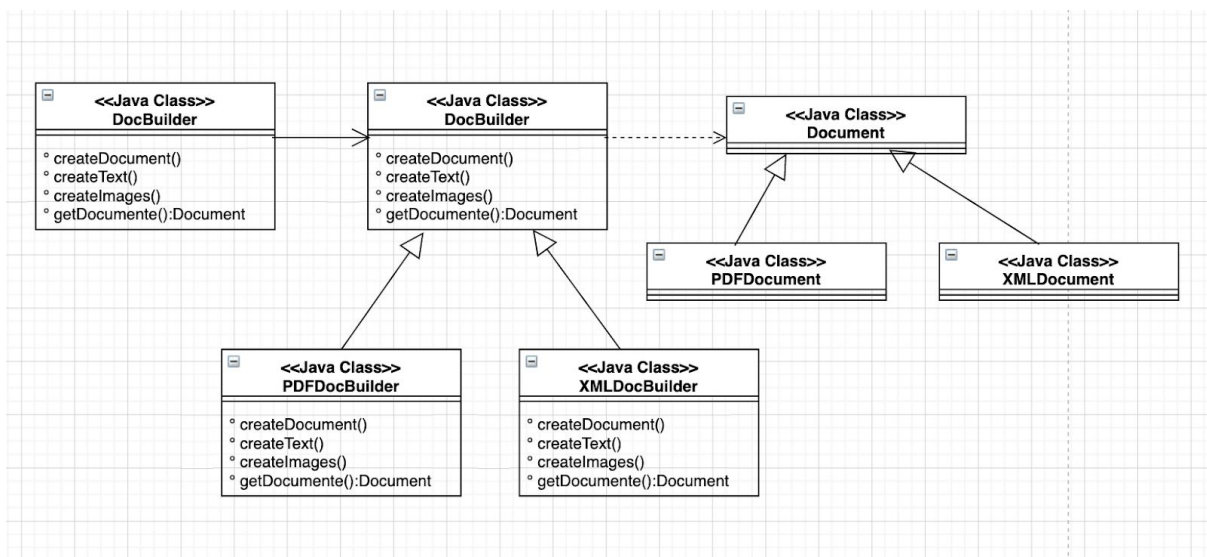 <<Java Class>>
DocBuilder
° createDocument()
° createText()
° createImages()
° getDocumente():Document
<<Java Class>>
DocBuilder
° createDocument()
° createText()
° createImages()
° getDocumente():Document
<<Java Class>>
Document
<<Java Class>>
PDFDocument
<<Java Class>>
XMLDocument
<<Java Class>>
PDFDocBuilder
° createDocument()
° createText()
° createImages()
° getDocumente():Document
<<Java Class>>
XMLDocBuilder
° createDocument()
° createText()
° createImages()
° getDocumente():Document